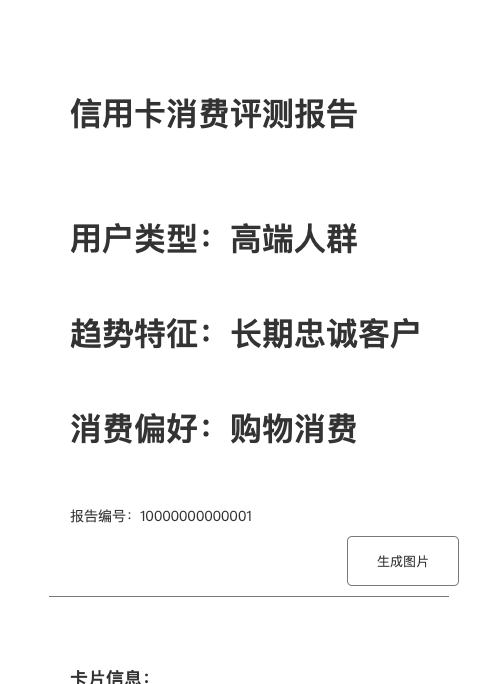 信用卡消费评测报告
用户类型：高端人群
趋势特征：长期忠诚客户
消费偏好：购物消费
报告编号：10000000000001
生成图片
卡片信息：